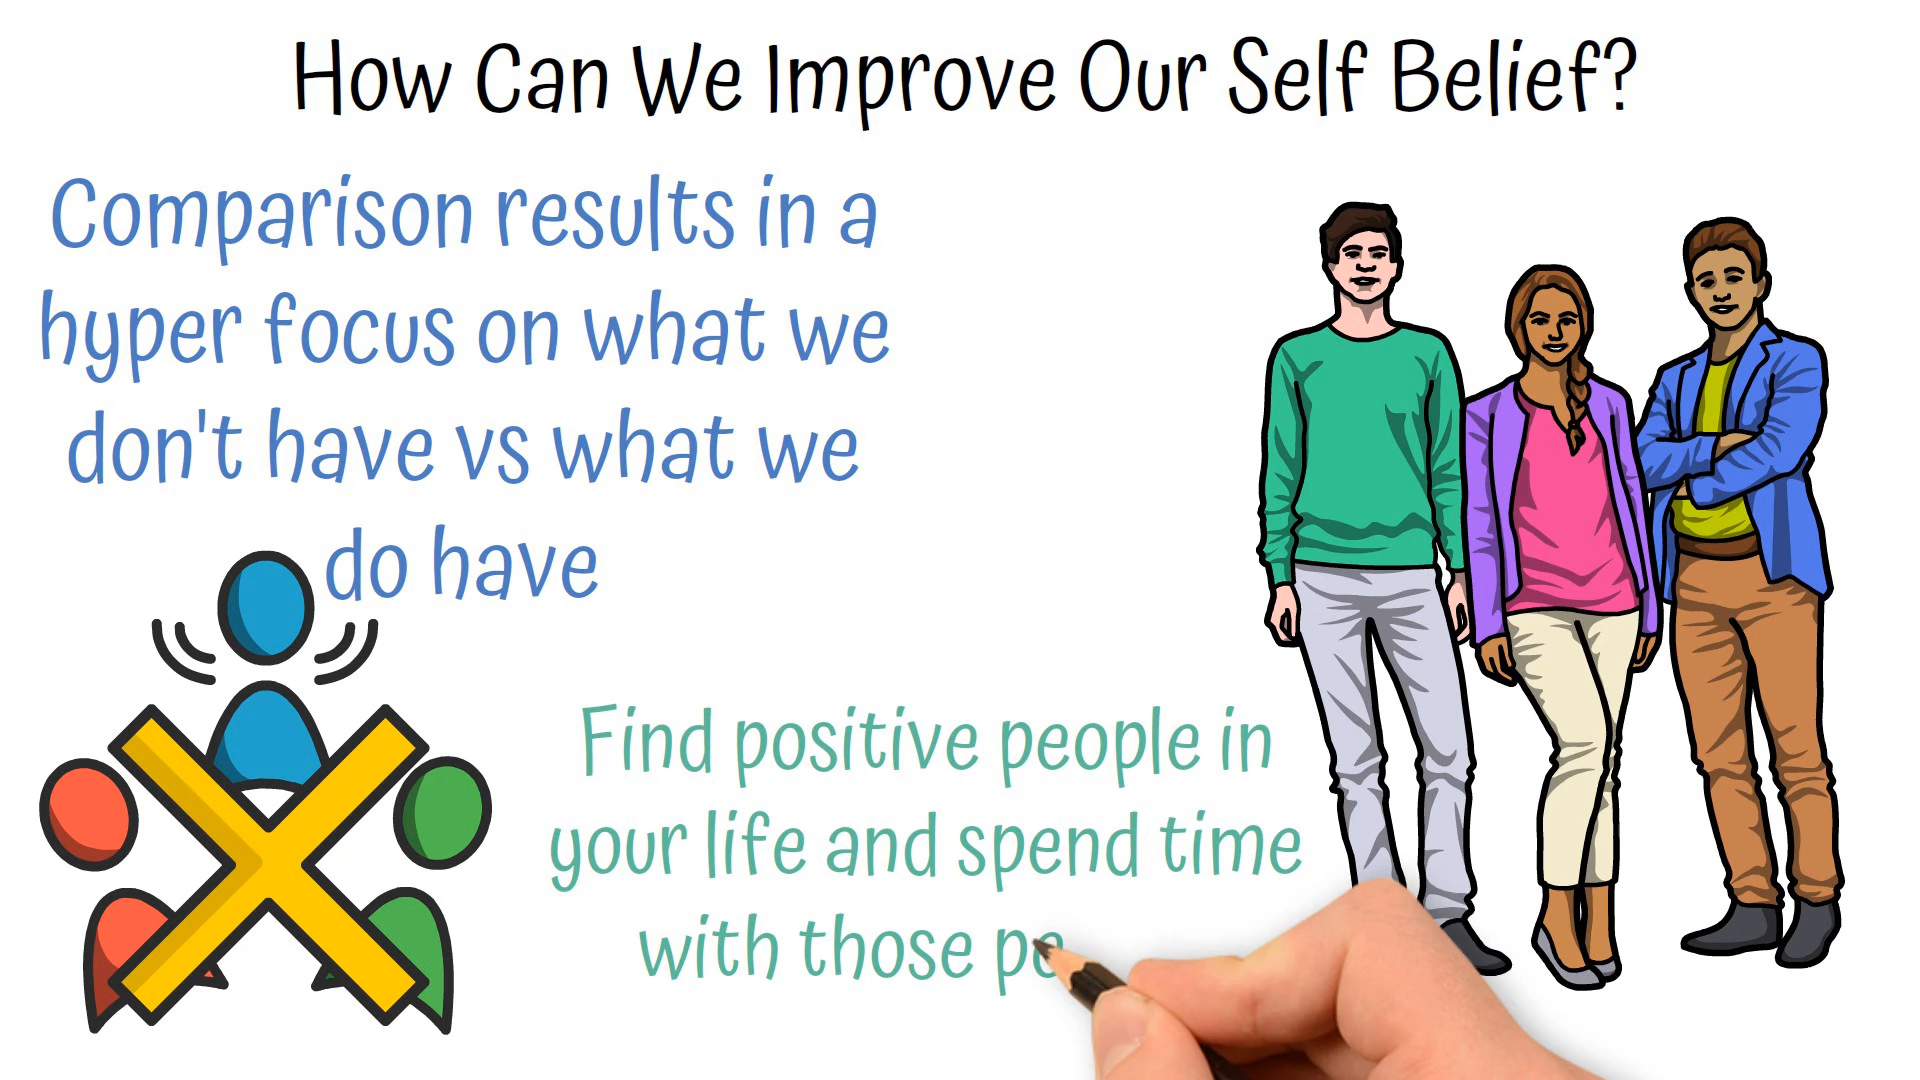 How Can We Improve Our Self Belief?
Comparison results in a
hyper focus on what we
don't have vs what we
do have
Find positive people in
your life and spend time
with those pe